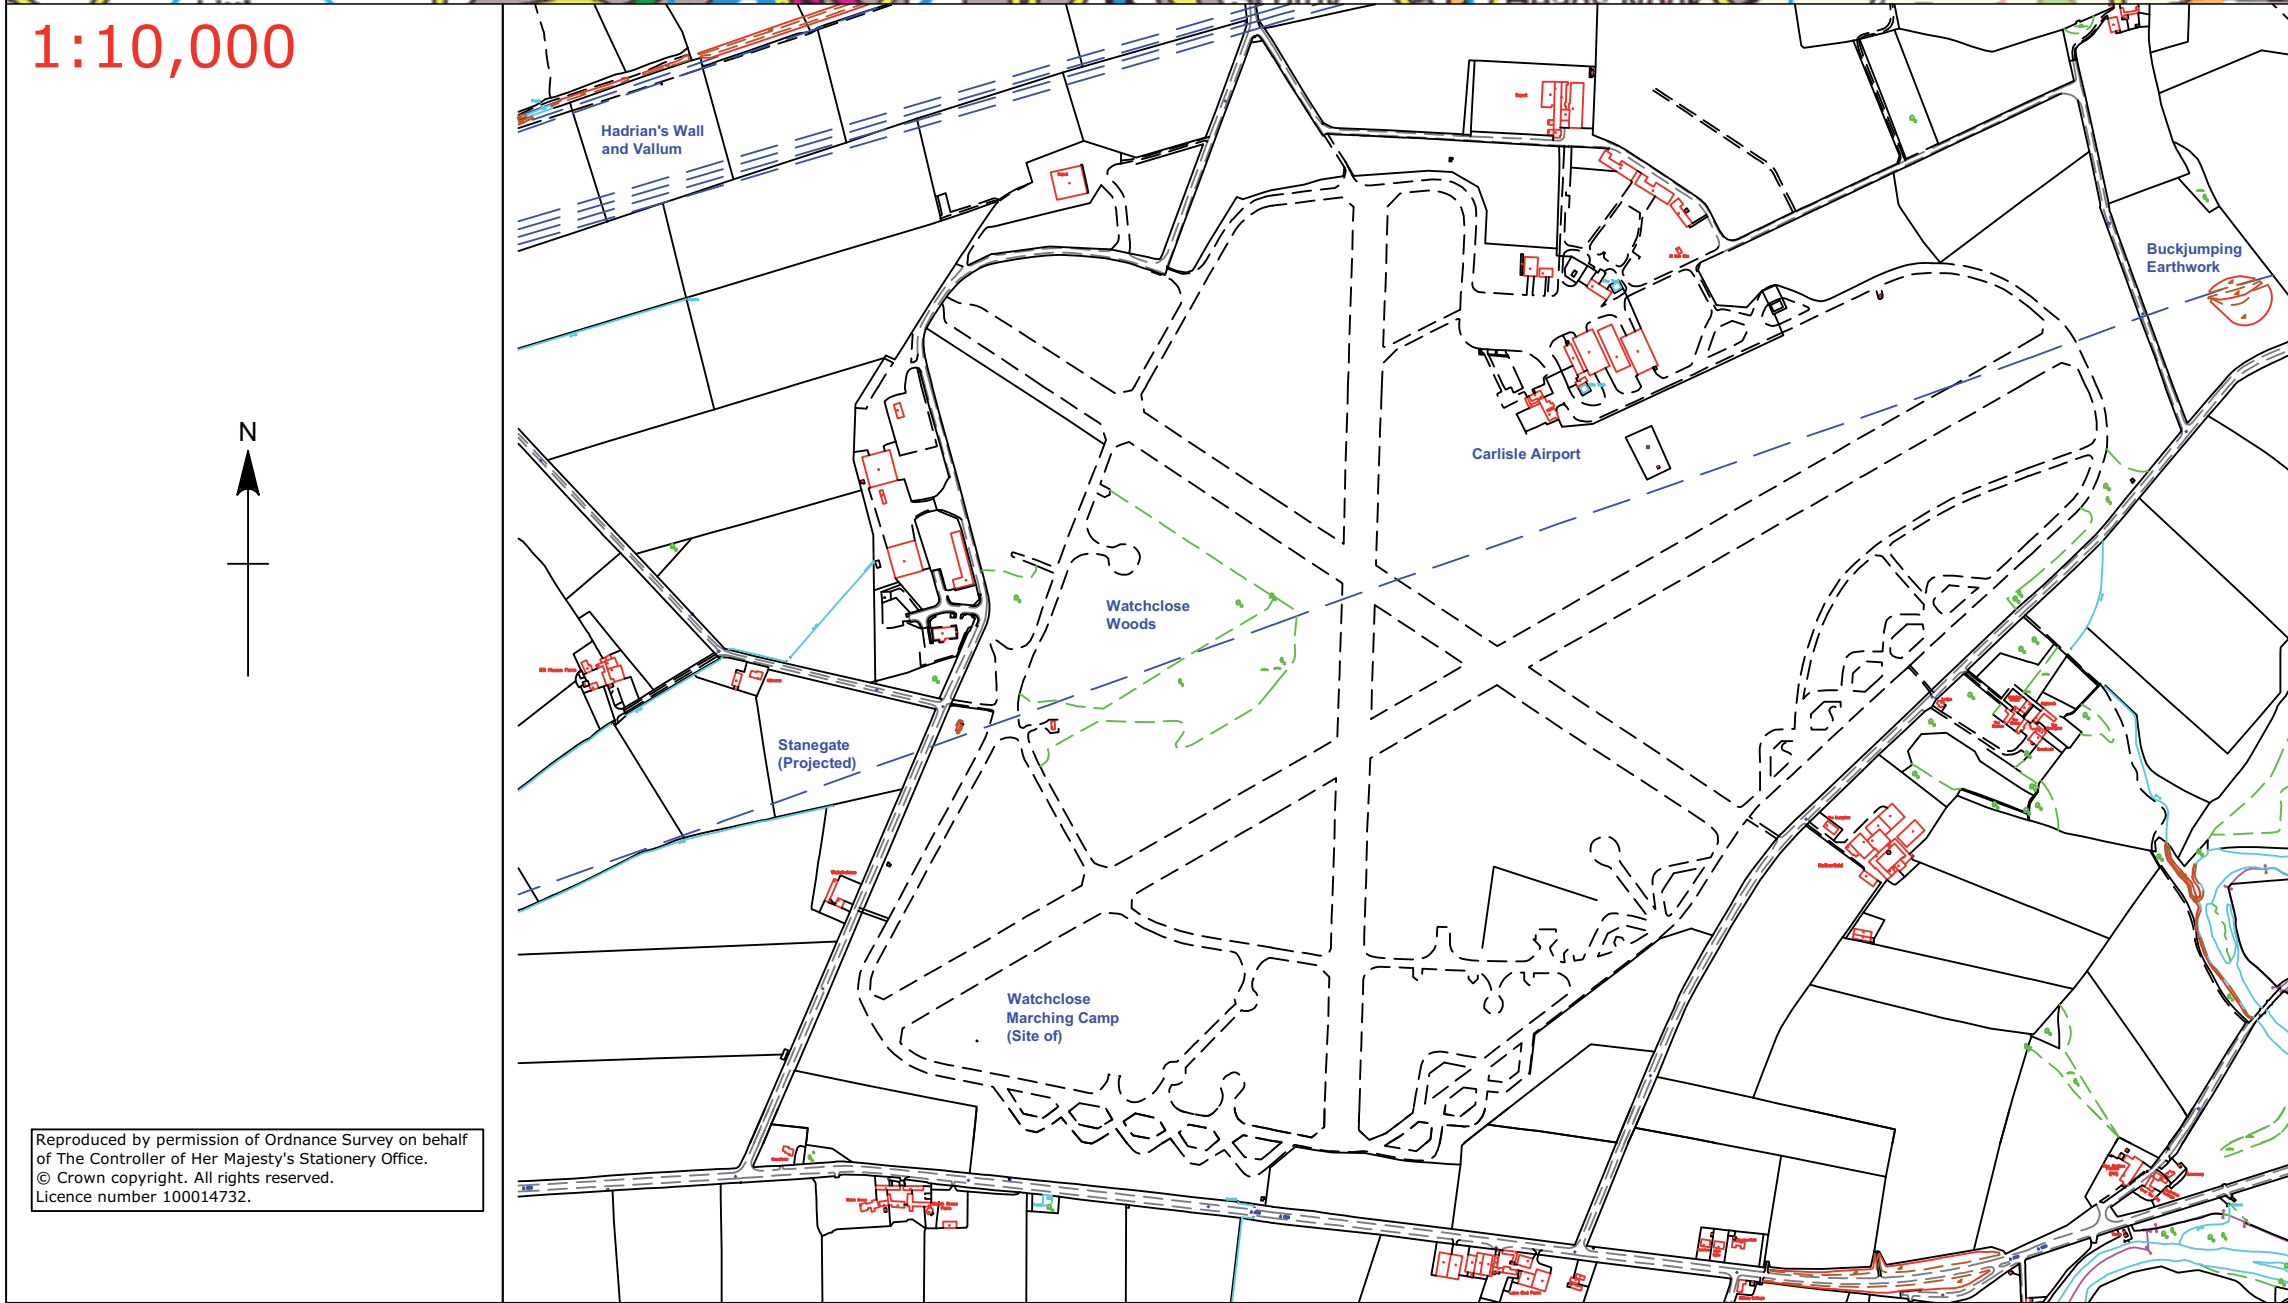 1:10,000
Hadrian's Wall
and Vallum
Buckjumping
Earthwork
N
Carlisle Airport
Watchclose
Woods
Stanegate
(Projected)
Watchclose
Marching Camp
(Site of)
Reproduced by permission of Ordnance Survey on behalf
of The Controller of Her Majesty's Stationery Office.
© Crown copyright. All rights reserved.
Licence number 100014732.